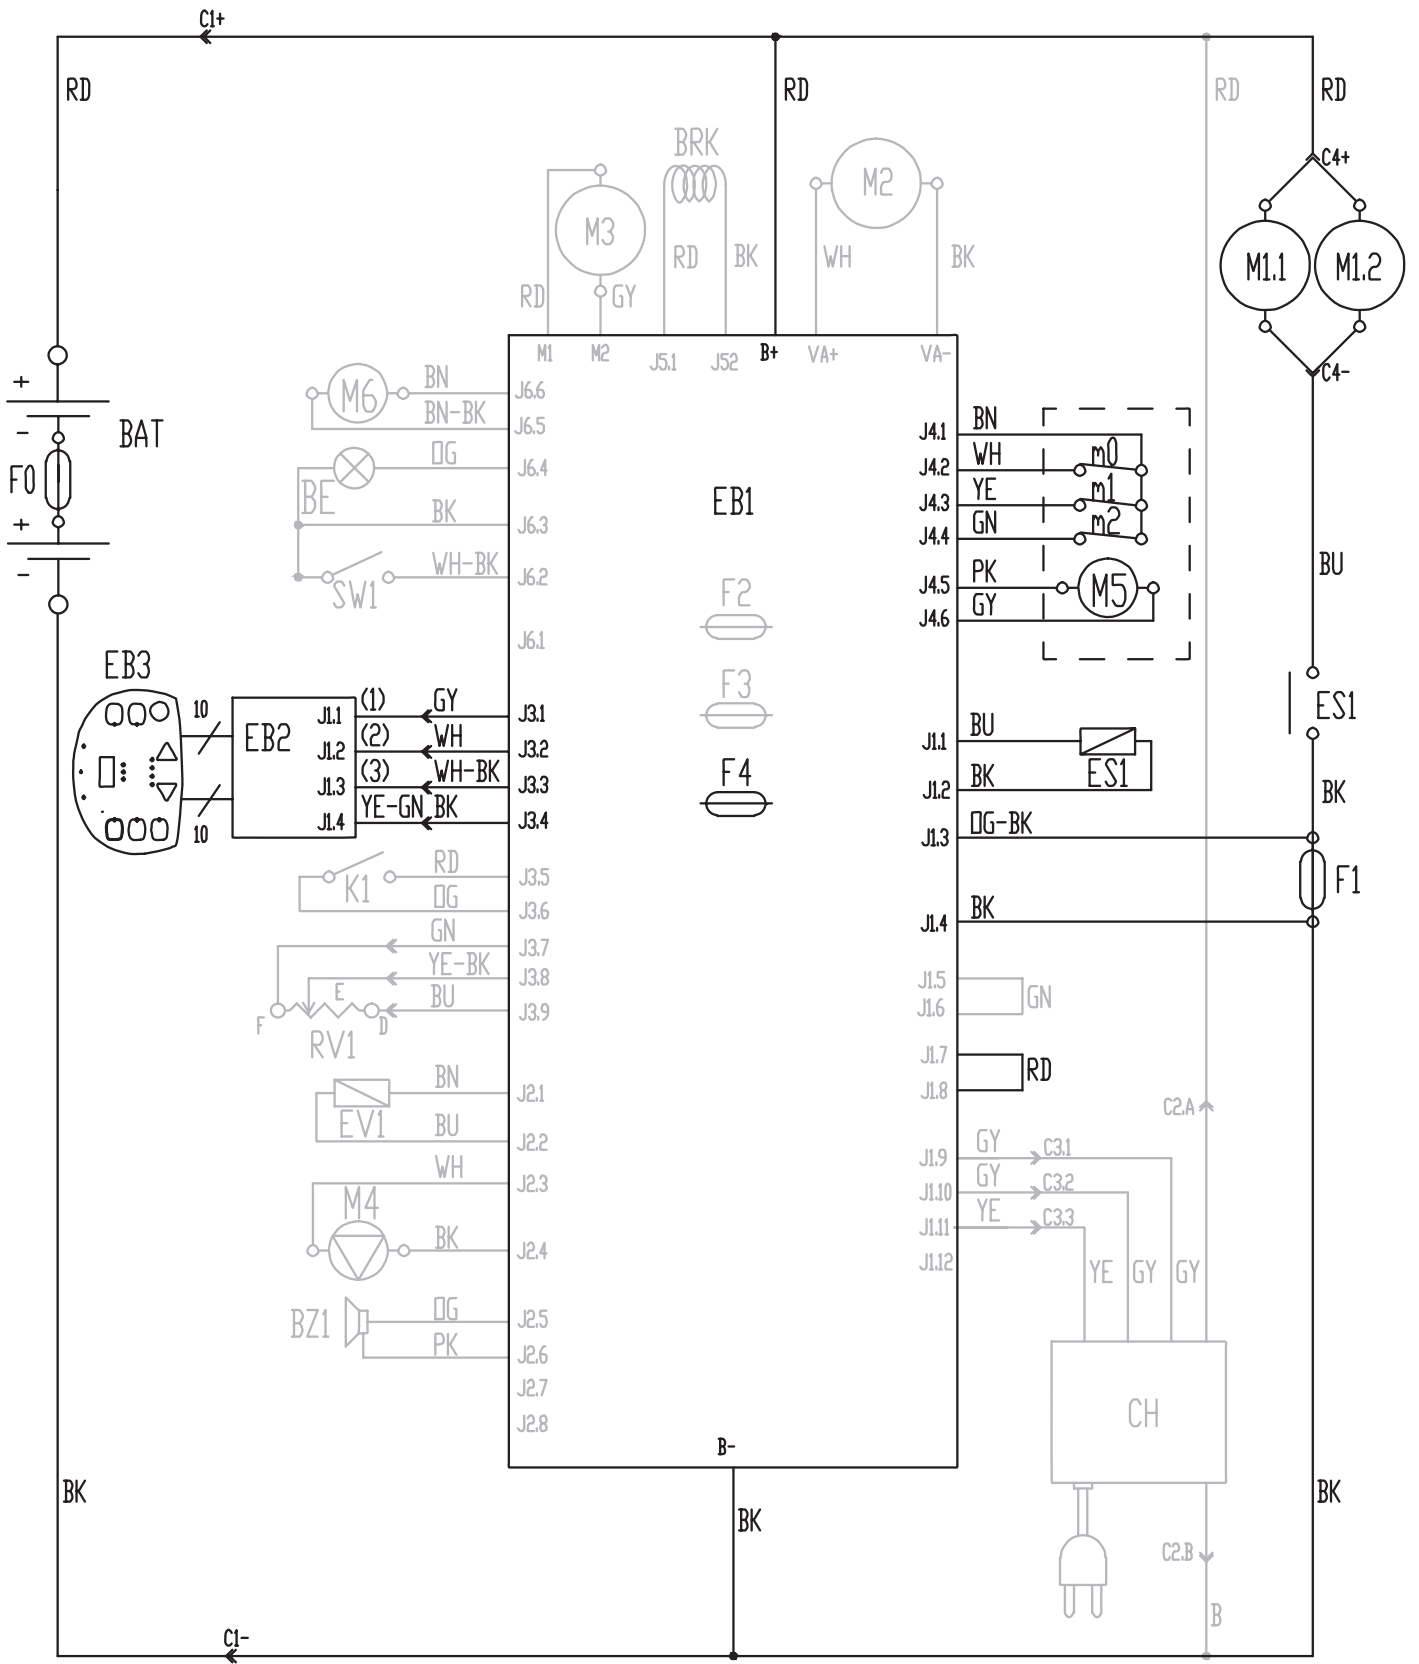 C1+
RD
RD
RD
RD
C4+
BRK
M2
M3
RD
BK
WH
BK
RD
GY
M1.1
M1.2
M1
M2
J5.1
J52
B+
VA+
VA-
C4-
M6
BN
J6.6
BN-BK
J6.5
+
-
BAT
F0
+
-
BE
OG
J6.4
BK
J6.3
WH-BK
J6.2
SW1
J6.1
EB1
F2
F3
F4
J4.1
BN
J4.2
WH
m0
J4.3
YE
m1
J4.4
GN
m2
J4.5
PK
M5
J4.6
GY
BU
ES1
EB3
10
10
EB2
J1.1
(1)
GY
J3.1
J1.2
(2)
WH
J3.2
J1.3
(3)
WH-BK
J3.3
J1.4
YE-GN
BK
J3.4
J1.1
BU
ES1
J1.2
BK
BK
J1.3
OG-BK
F1
J1.4
BK
K1
RD
J3.5
OG
J3.6
GN
J3.7
YE-BK
J3.8
E
BU
J3.9
F
D
RV1
J1.5
J1.6
GN
J1.7
J1.8
RD
BN
J2.1
EV1
BU
J2.2
C2.A
WH
J2.3
M4
BK
J2.4
J1.9
GY
C3.1
J1.10
GY
C3.2
J1.11
YE
C3.3
J1.12
YE
GY
GY
BZ1
OG
J2.5
PK
J2.6
J2.7
J2.8
CH
B-
BK
BK
BK
C2.B
B
C1-